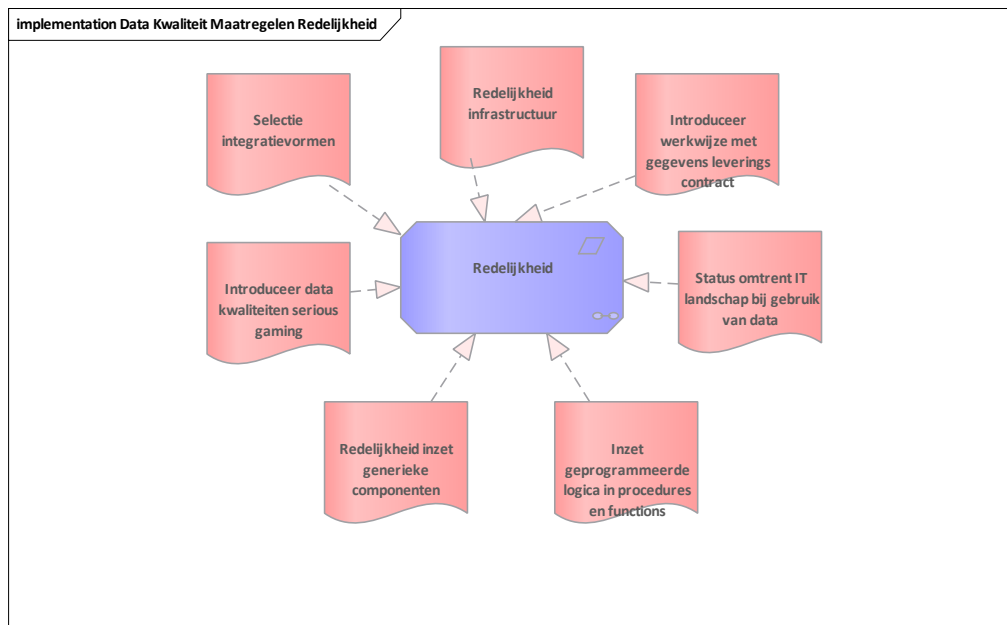 implementation Data Kwaliteit Maatregelen Redelijkheid
Selectie
integratievormen
Redelijkheid
infrastructuur
Introduceer
werkwijze met
gegevens leverings
contract
Introduceer data
kwaliteiten serious
gaming
Redelijkheid
Status omtrent IT
landschap bij gebruik
van data
Redelijkheid inzet
generieke
componenten
Inzet
geprogrammeerde
logica in procedures
en functions